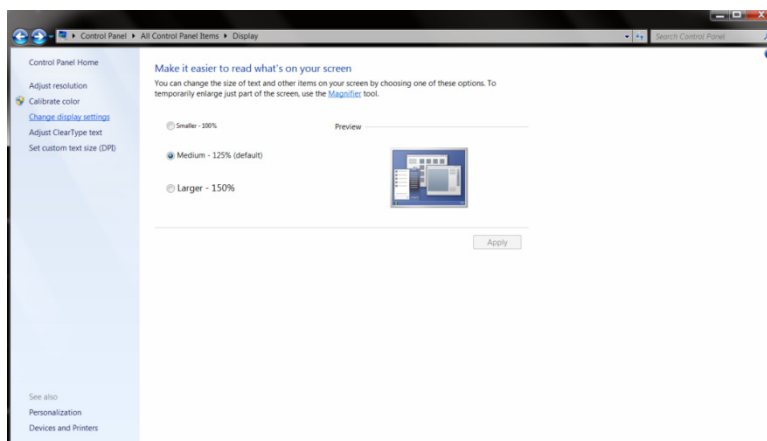 Control Panel ▸ All Control Panel Items ▸ Display
Search Control Panel
Control Panel Home
Adjust resolution
Calibrate color
Change display settings
Adjust ClearType text
Set custom text size (DPI)
Make it easier to read what's on your screen
You can change the size of text and other items on your screen by choosing one of these options. To
temporarily enlarge just part of the screen, use the Magnifier tool.
Smaller - 100%
Preview
Medium - 125% (default)
Larger - 150%
Apply
See also
Personalization
Devices and Printers